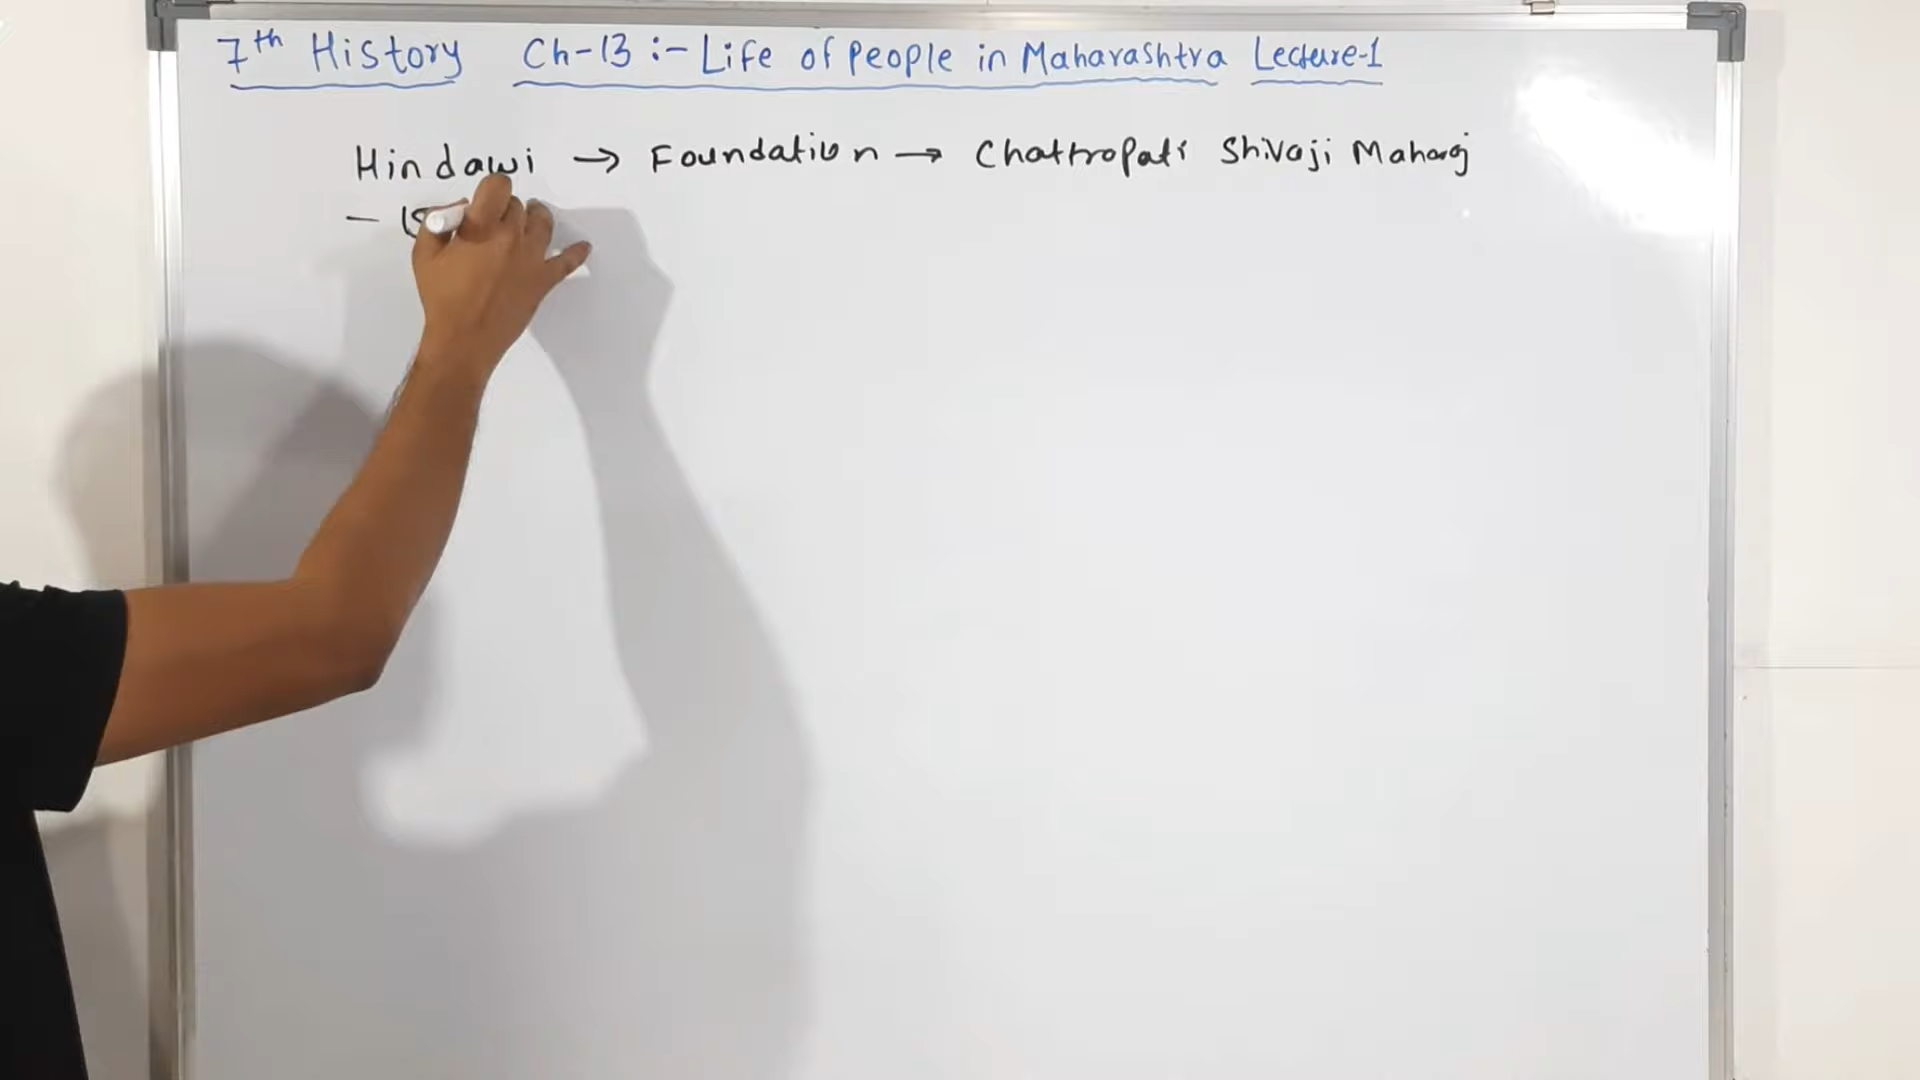 7th History Ch-13 :- Life of people in Maharashtra Lecture-1
Hindawi → Foundation → Chattropati Shivaji Maharaj